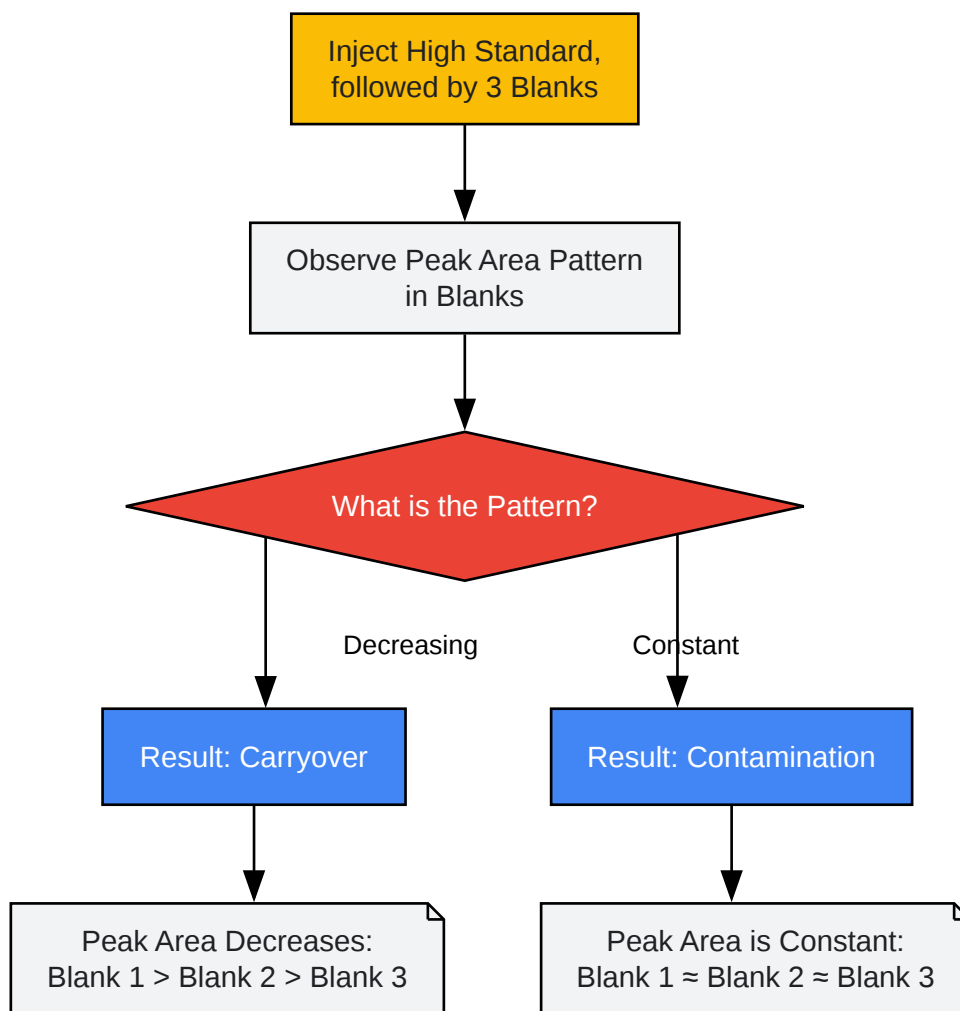 Inject High Standard,
followed by 3 Blanks
Observe Peak Area Pattern
in Blanks
What is the Pattern?
Decreasing
Constant
Result: Carryover
Result: Contamination
Peak Area Decreases:
Blank 1 > Blank 2 > Blank 3
Peak Area is Constant:
Blank 1 ≈ Blank 2 ≈ Blank 3